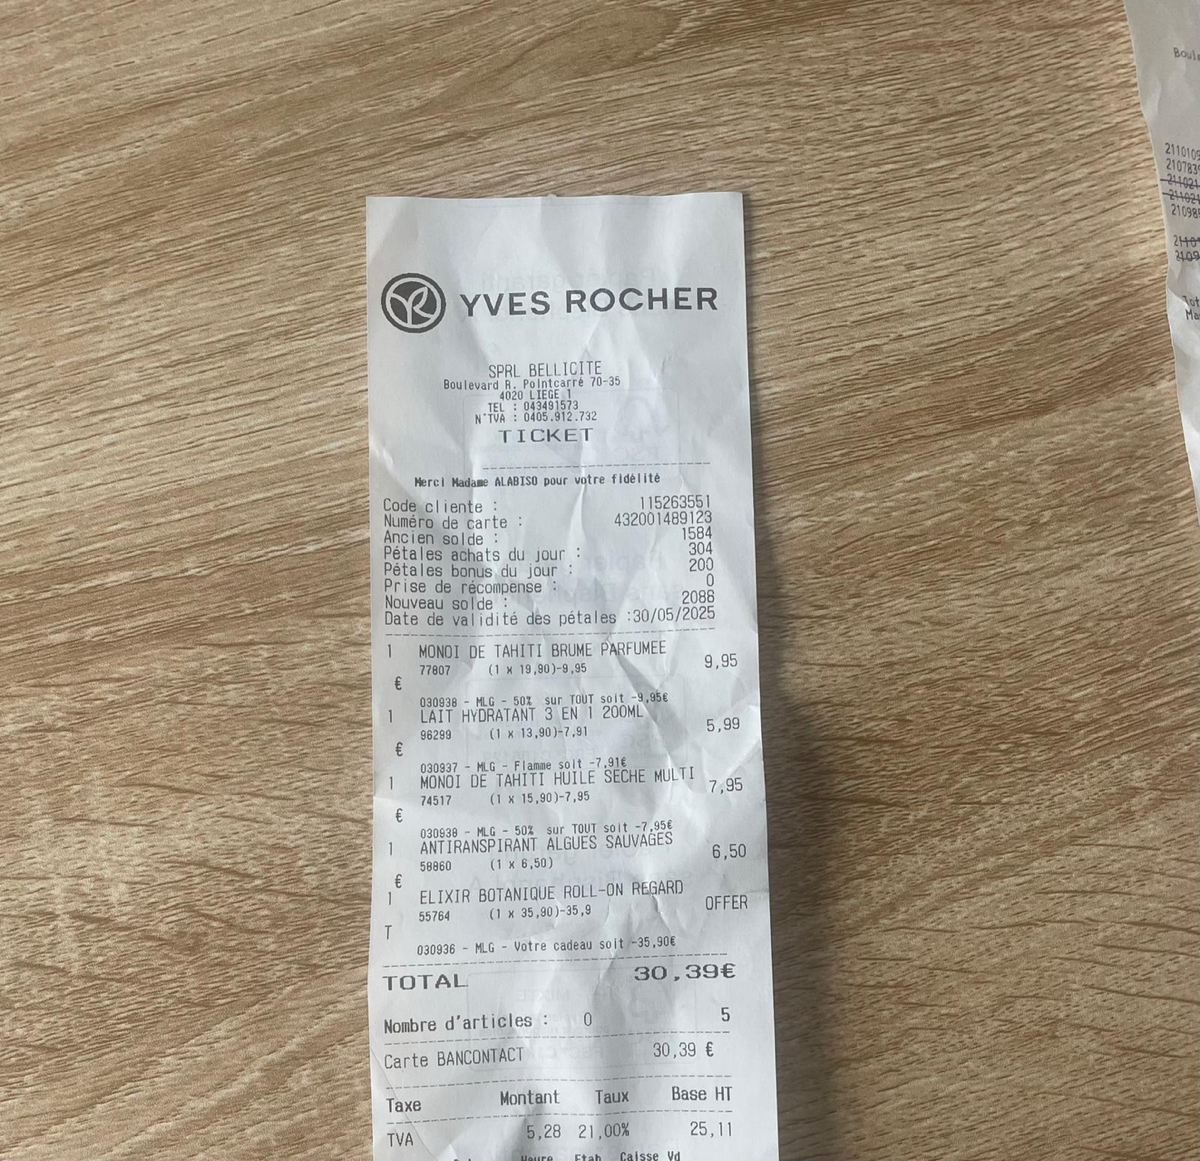 YVES ROCHER
SPRL BELLICITE
Boulevard R. Pointcarré 70-35
4020 LIEGE 1
TEL : 043491573
N°TVA : 0405.912.732
TICKET
Merci Madame ALABISO pour votre fidélité
Code cliente : 115263551
Numéro de carte : 432001489123
Ancien solde : 1584
Pétales achats du jour : 304
Pétales bonus du jour : 200
Prise de récompense : 0
Nouveau solde : 2088
Date de validité des pétales :30/05/2025
1 MONOI DE TAHITI BRUME PARFUMEE
77807 (1 x 19,90)-9,95 9,95
€
030938 - MLG - 50% sur TOUT soit -9,95€
1 LAIT HYDRATANT 3 EN 1 200ML
96299 (1 x 13,90)-7,91 5,99
€
030937 - MLG - Flamme soit -7,91€
1 MONOI DE TAHITI HUILE SECHE MULTI
74517 (1 x 15,90)-7,95 7,95
€
030938 - MLG - 50% sur TOUT soit -7,95€
1 ANTIRANSPIRANT ALGUES SAUVAGES
58860 (1 x 6,50) 6,50
€
1 ELIXIR BOTANIQUE ROLL-ON REGARD
55764 (1 x 35,90)-35,9 OFFER
T
030936 - MLG - Votre cadeau soit -35,90€
TOTAL 30,39€
Nombre d'articles : 0 5
Carte BANCONTACT 30,39 €
Taxe Montant Taux Base HT
TVA 5,28 21,00% 25,11
Heure Etab Caisse Vd